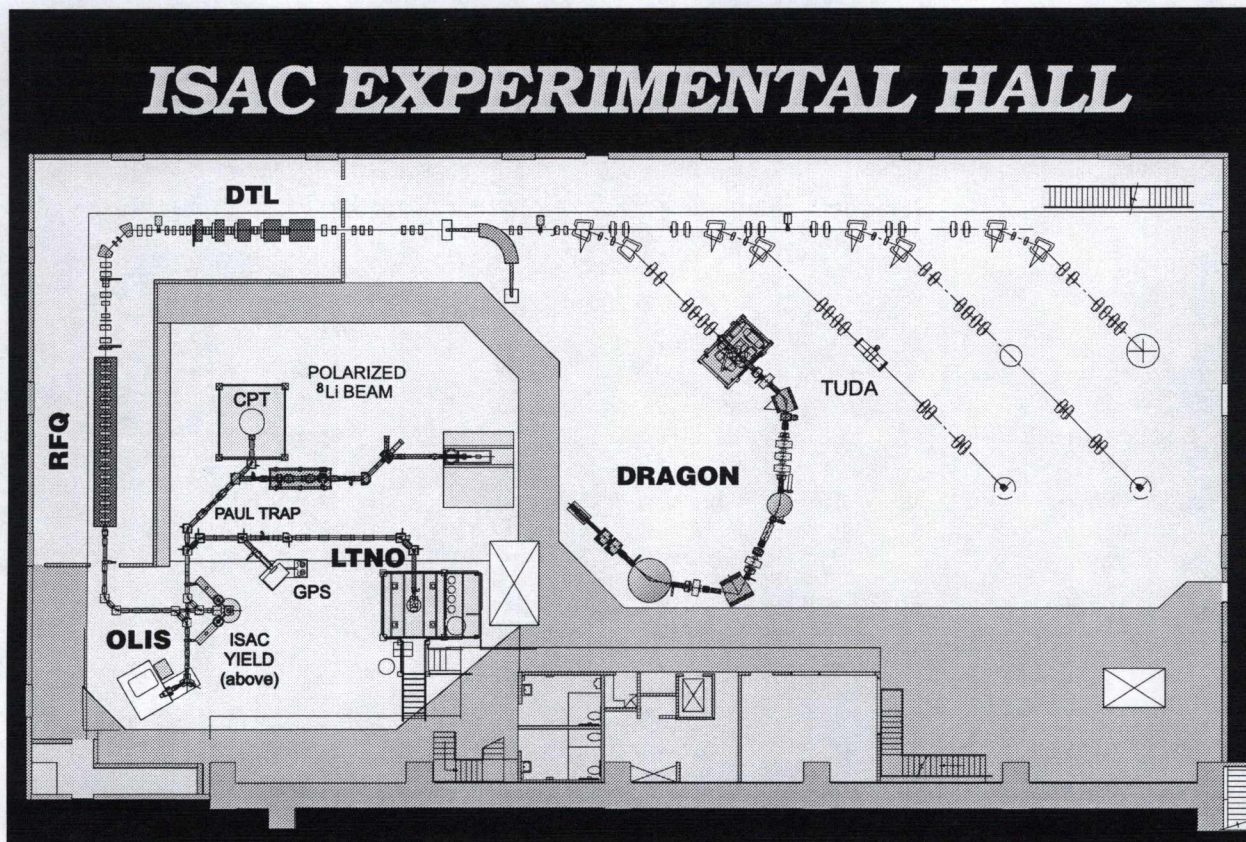 ISAC EXPERIMENTAL HALL
DTL
RFQ
CPT
POLARIZED
⁸Li BEAM
TUDA
DRAGON
PAUL TRAP
LTNO
GPS
OLIS
ISAC
YIELD
(above)